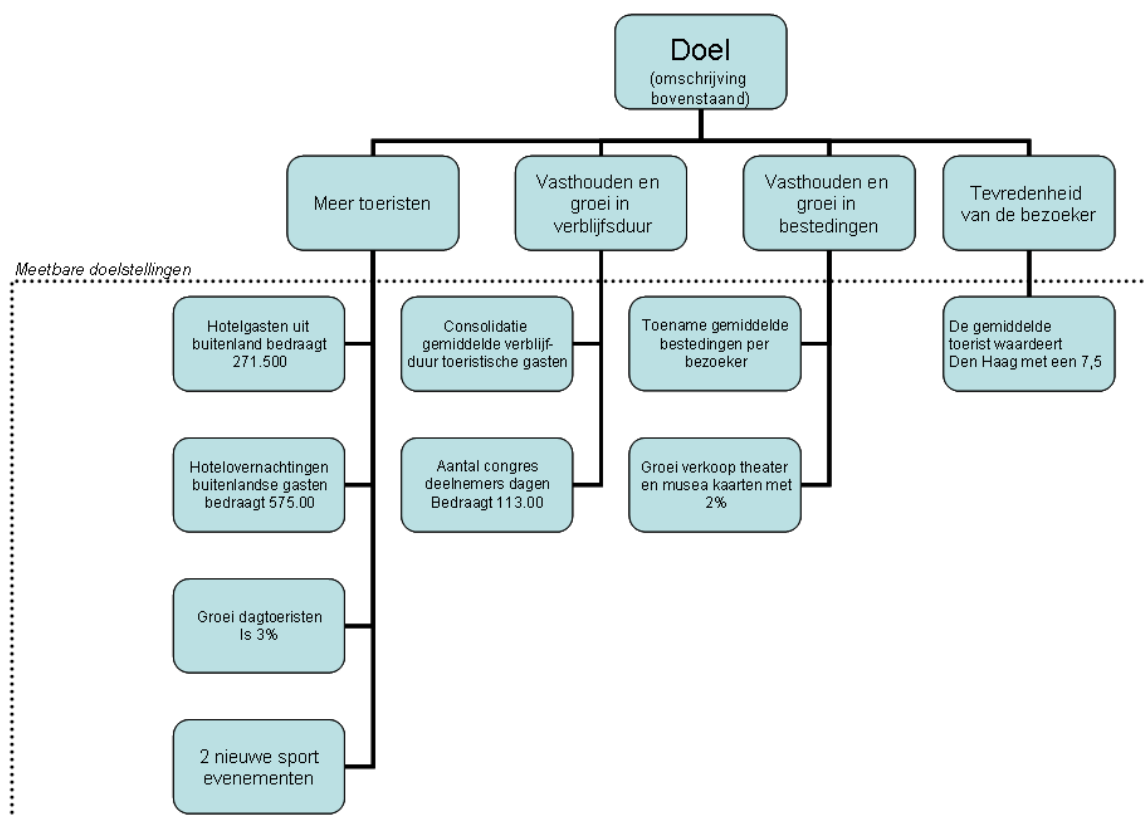 Doel
(omschrijving
bovenstaand)
Meer toeristen
Vasthouden en
groei in
verblijfsduur
Vasthouden en
groei in
bestedingen
Tevredenheid
van de bezoeker
Meetbare doelstellingen
Hotelgasten uit
buitenland bedraagt
271.500
Consolidatie
gemiddelde verblijf-
duur toeristische gasten
Toename gemiddelde
bestedingen per
bezoeker
De gemiddelde
toerist waardeert
Den Haag met een 7,5
Hotelovernachtingen
buitenlandse gasten
bedraagt 575.00
Aantal congres
deelnemers dagen
Bedraagt 113.00
Groei verkoop theater
en musea kaarten met
2%
Groei dagtoeristen
Is 3%
2 nieuwe sport
evenementen